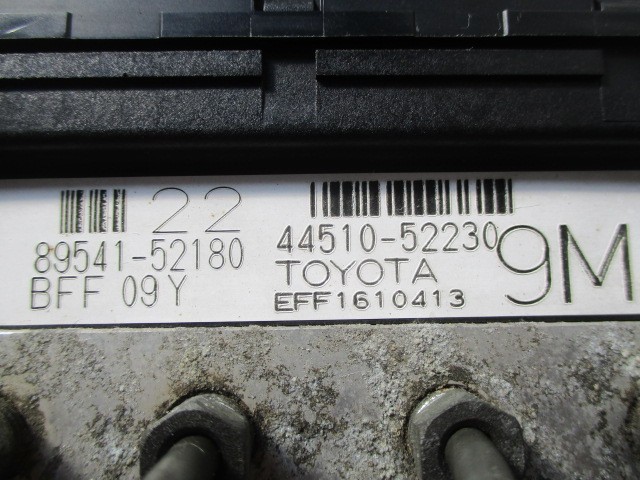 22
89541-52180
BFF 09Y
44510-52230
TOYOTA
EFF1610413
9M